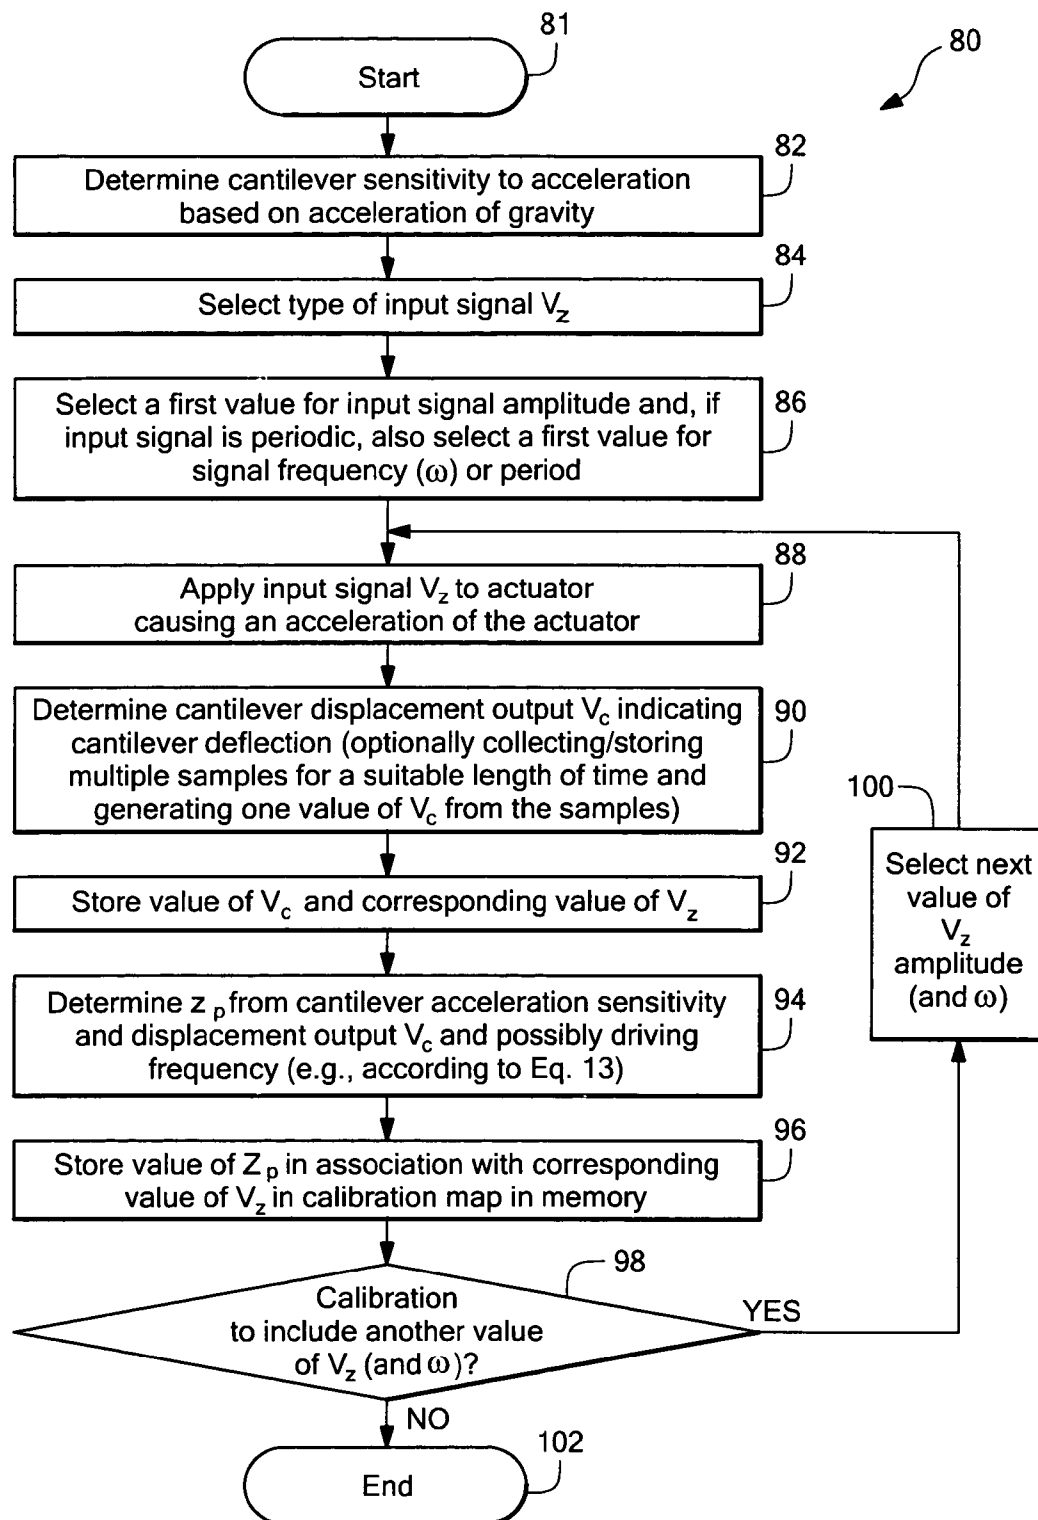 80
81
Start
82
Determine cantilever sensitivity to acceleration
based on acceleration of gravity
84
Select type of input signal Vz
86
Select a first value for input signal amplitude and, if
input signal is periodic, also select a first value for
signal frequency (ω) or period
88
Apply input signal Vz to actuator
causing an acceleration of the actuator
90
Determine cantilever displacement output Vc indicating
cantilever deflection (optionally collecting/storing
multiple samples for a suitable length of time and
generating one value of Vc from the samples)
92
Store value of Vc and corresponding value of Vz
94
Determine z p from cantilever acceleration sensitivity
and displacement output Vc and possibly driving
frequency (e.g., according to Eq. 13)
96
Store value of Z p in association with corresponding
value of Vz in calibration map in memory
98
Calibration
to include another value
of Vz (and ω)?
YES
100
Select next
value of
Vz
amplitude
(and ω)
NO
102
End